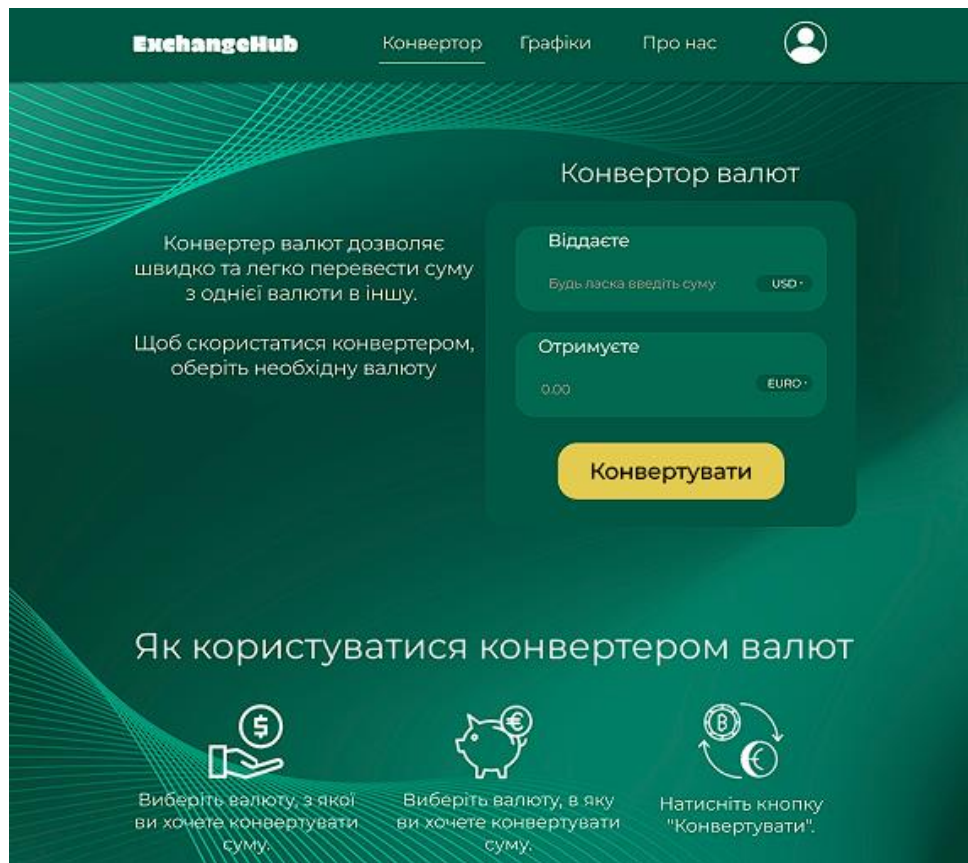 ExchangeHub
Конвертор
Графіки
Про нас
Конвертор валют
Конвертер валют дозволяє
швидко та легко перевести суму
з однієї валюти в іншу.
Щоб скористатися конвертером,
оберіть необхідну валюту
Віддаєте
Будь ласка введіть суму
USD
Отримуєте
0.00
EURO
Конвертувати
Як користуватися конвертером валют
Виберіть валюту, з якої
ви хочете конвертувати
суму.
Виберіть валюту, в яку
ви хочете конвертувати
суму.
Натисніть кнопку
"Конвертувати".